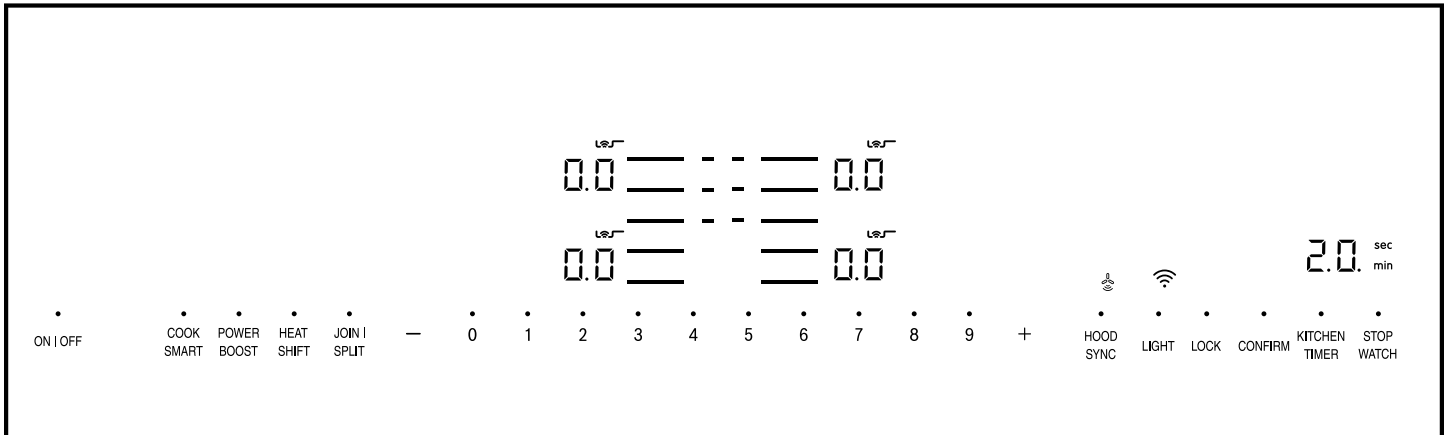 0.0 0.0
0.0 0.0
2.0. sec
min
ON | OFF
COOK
SMART
POWER
BOOST
HEAT
SHIFT
JOIN |
SPLIT
− 0 1 2 3 4 5 6 7 8 9 +
HOOD
SYNC
LIGHT
LOCK
CONFIRM
KITCHEN
TIMER
STOP
WATCH